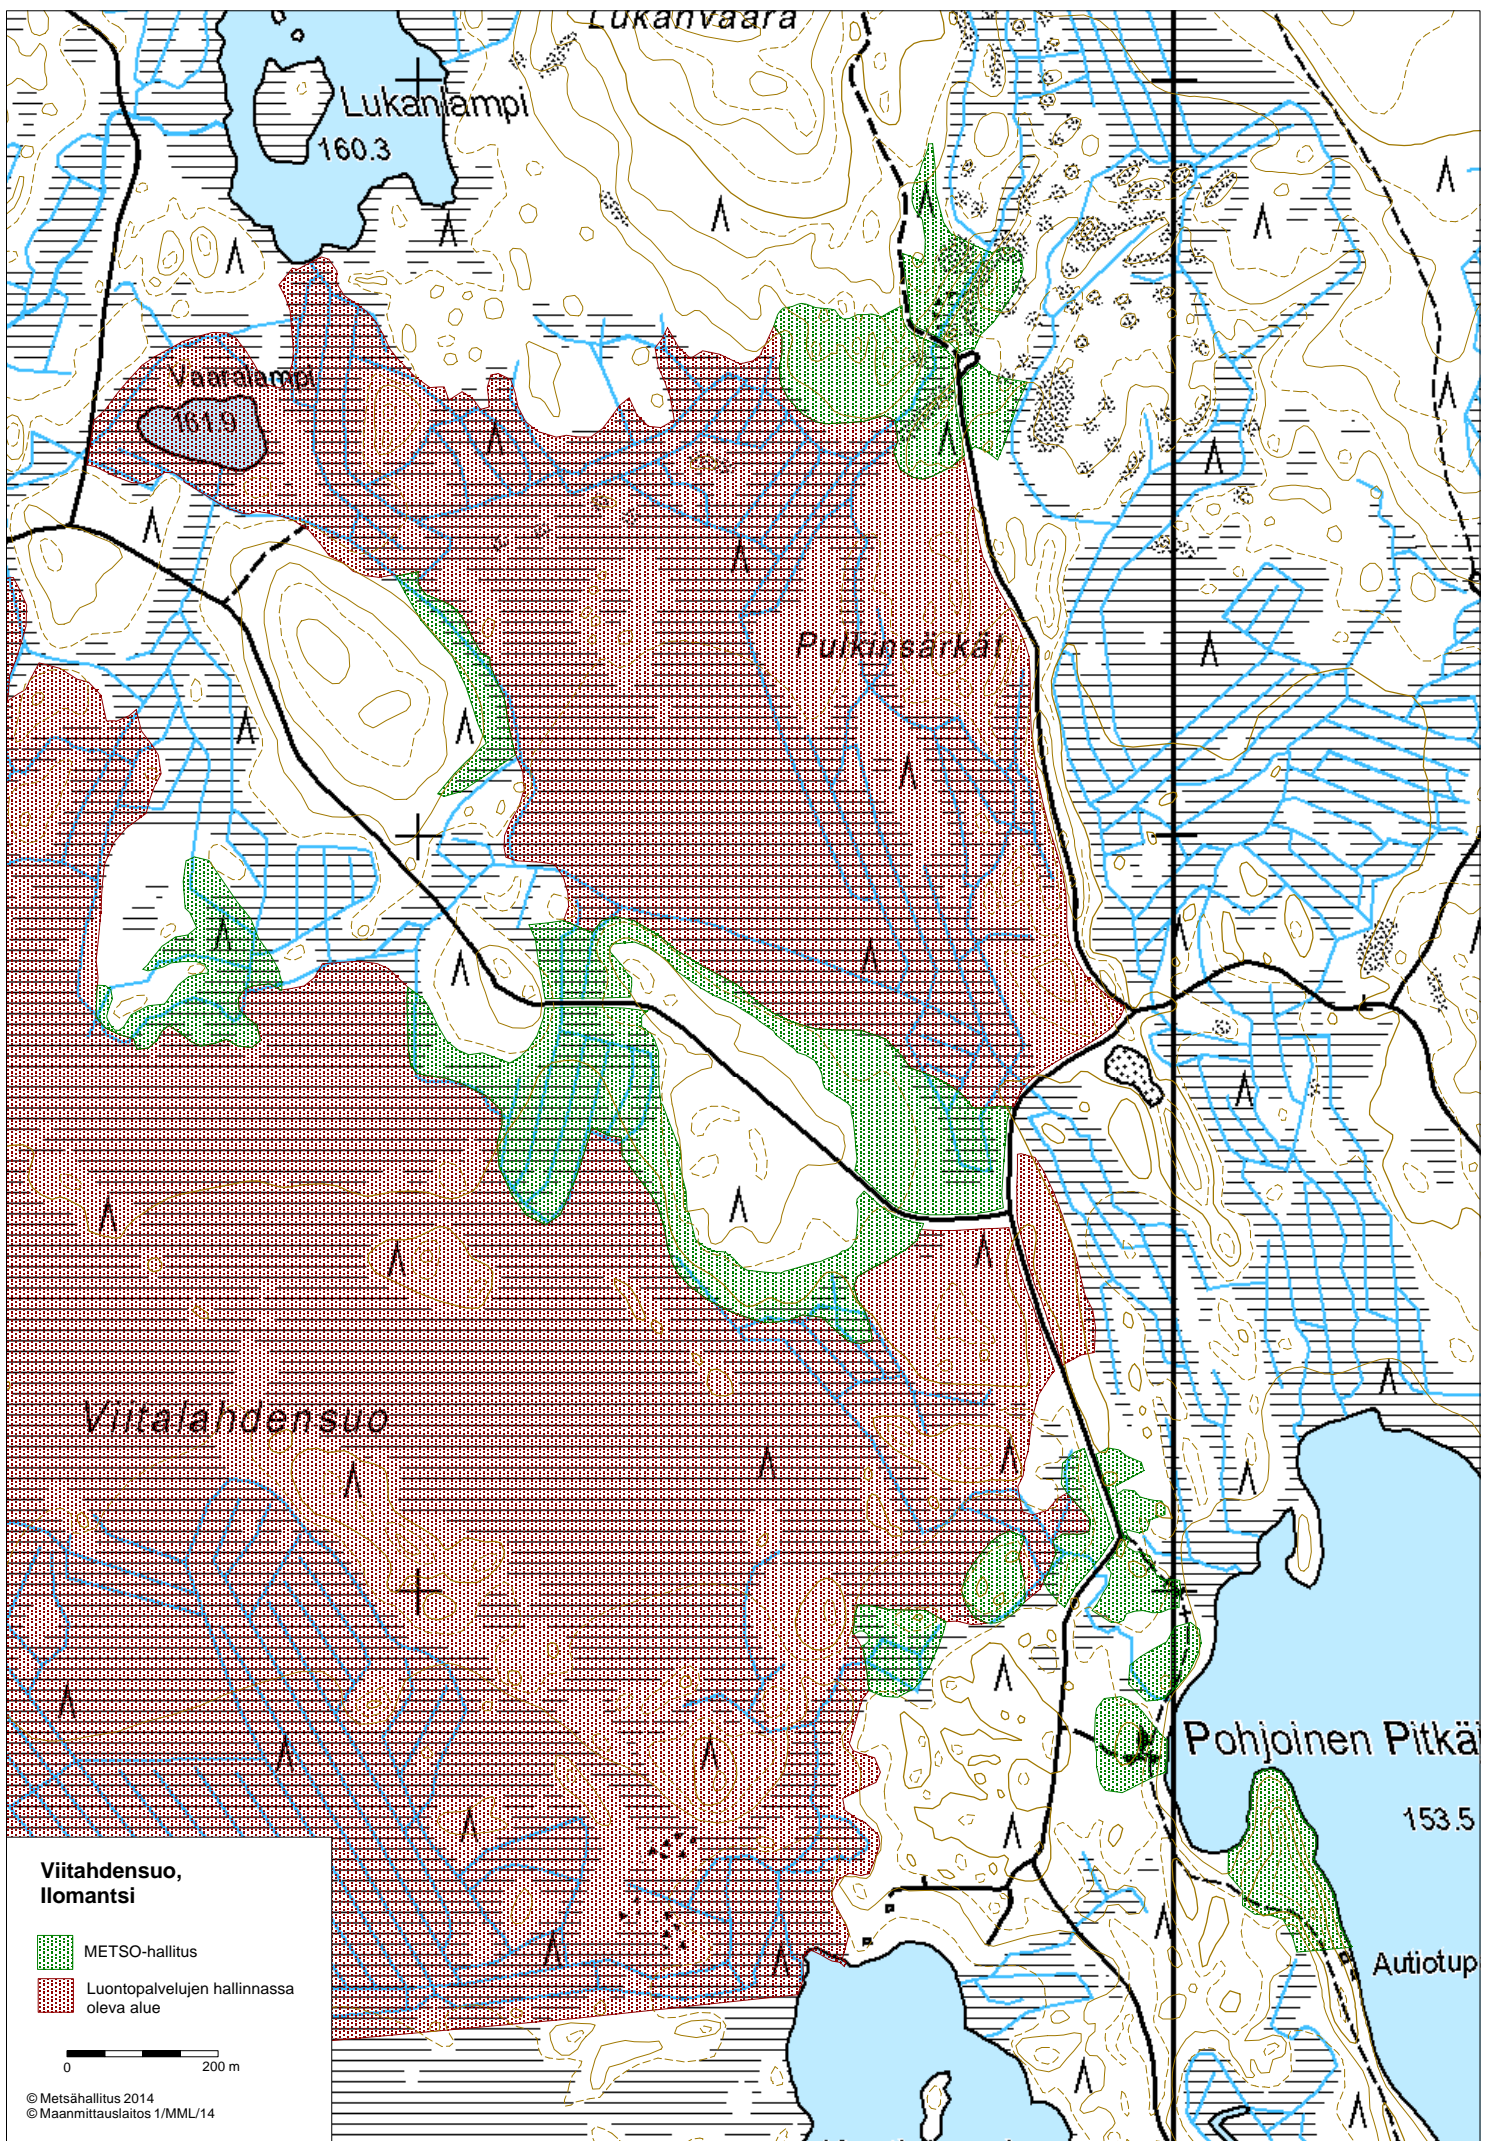 Lukanvaara
Lukanlampi
160.3
Vaaralampi
161.9
Pulkinsärkät
Viitalahdensuo
Pohjoinen Pitkäj
153.5
Autiotup
Viitahdensuo,
Ilomantsi
METSO-hallitus
Luontopalvelujen hallinnassa
oleva alue
0 200 m
© Metsähallitus 2014
© Maanmittauslaitos 1/MML/14